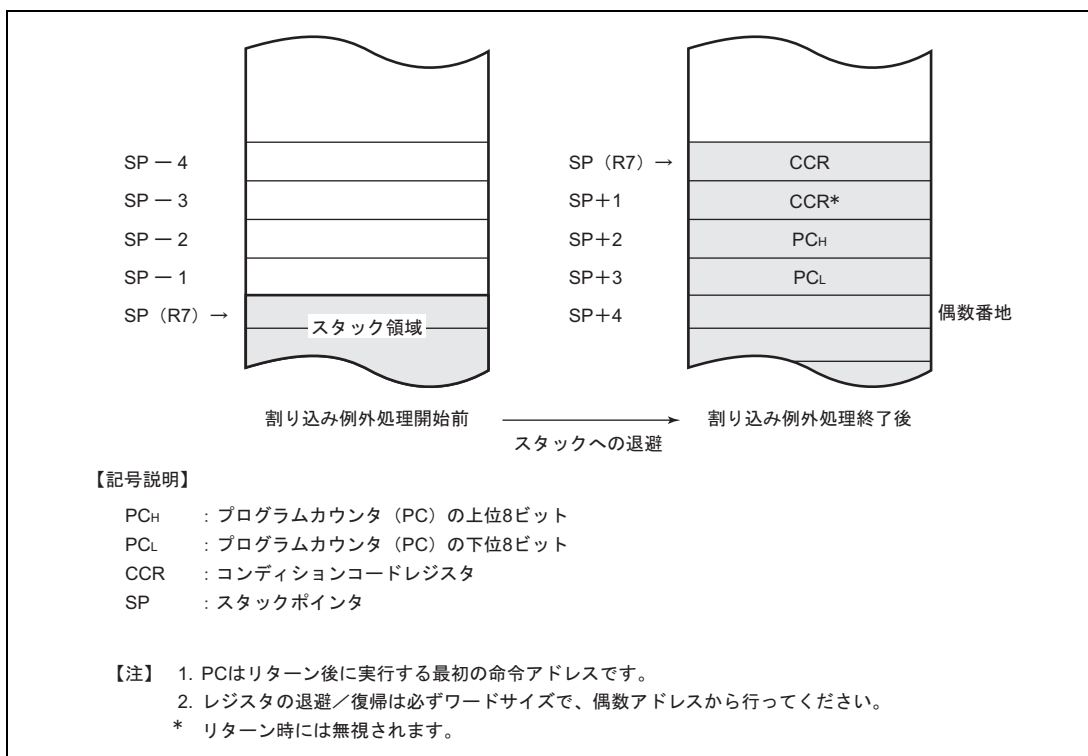 SP－4
SP－3
SP－2
SP－1
SP（R7）→
スタック領域
SP（R7）→
SP＋1
SP＋2
SP＋3
SP＋4
CCR
CCR*
PCH
PCL
偶数番地
割り込み例外処理開始前
スタックへの退避
割り込み例外処理終了後
【記号説明】
PCH ：プログラムカウンタ（PC）の上位8ビット
PCL ：プログラムカウンタ（PC）の下位8ビット
CCR ：コンディションコードレジスタ
SP ：スタックポインタ
【注】 1. PCはリターン後に実行する最初の命令アドレスです。
2. レジスタの退避／復帰は必ずワードサイズで、偶数アドレスから行ってください。
* リターン時には無視されます。